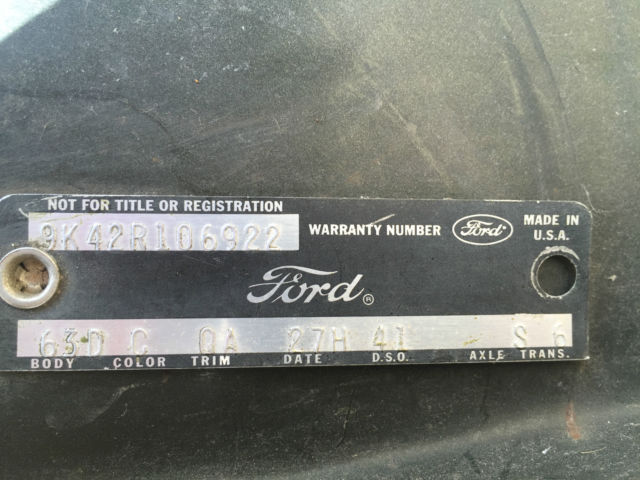 NOT FOR TITLE OR REGISTRATION
9K42R106922 WARRANTY NUMBER Ford MADE IN U.S.A.
Ford ®
63D C QA 27H 41 S 6
BODY COLOR TRIM DATE D.S.O. AXLE TRANS.